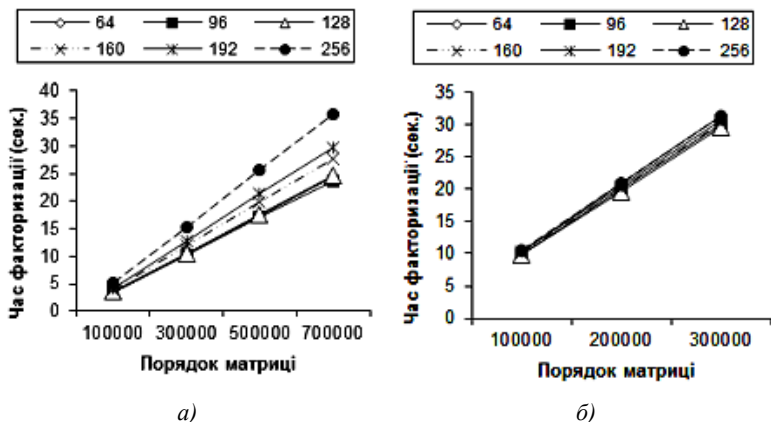 64 96 128
160 192 256
Час факторизації (сек.)
40
35
30
25
20
15
10
5
0
100000 300000 500000 700000
Порядок матриці
а)
64 96 128
160 192 256
Час факторизації (сек.)
35
30
25
20
15
10
5
0
100000 200000 300000
Порядок матриці
б)